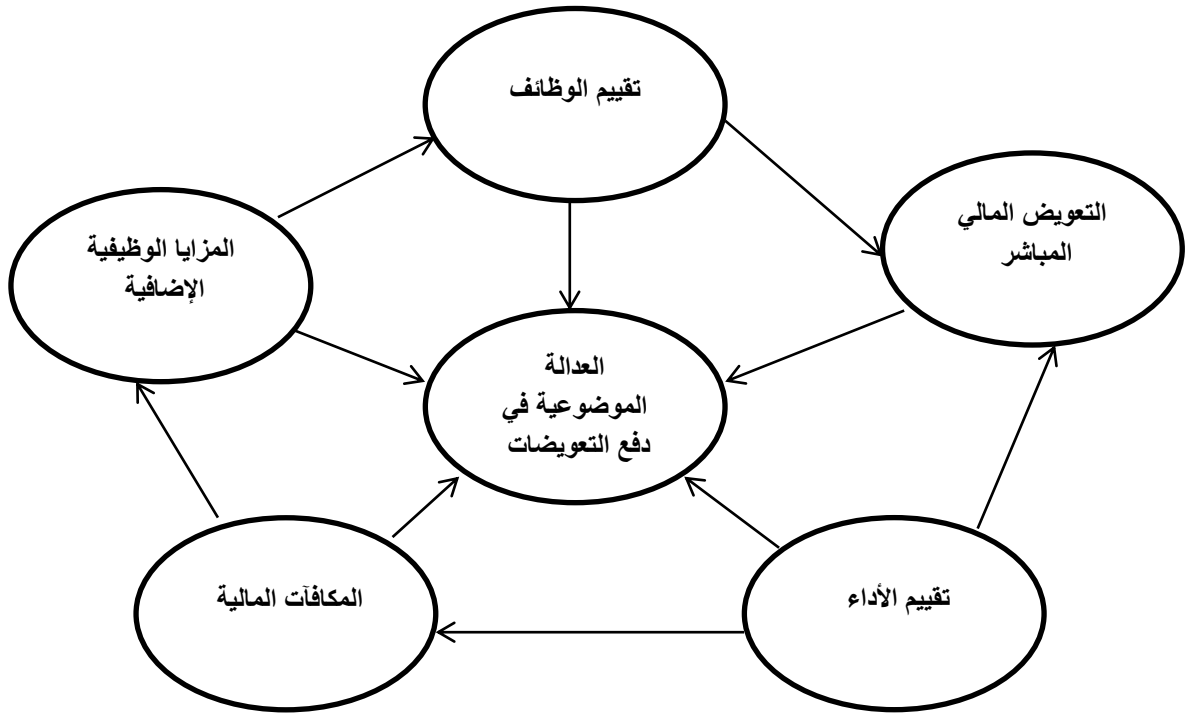 تقييم الوظائف
التعويض المالي
المباشر
المزايا الوظيفية
الإضافية
العدالة
الموضوعية في
دفع التعويضات
تقييم الأداء
المكافآت المالية